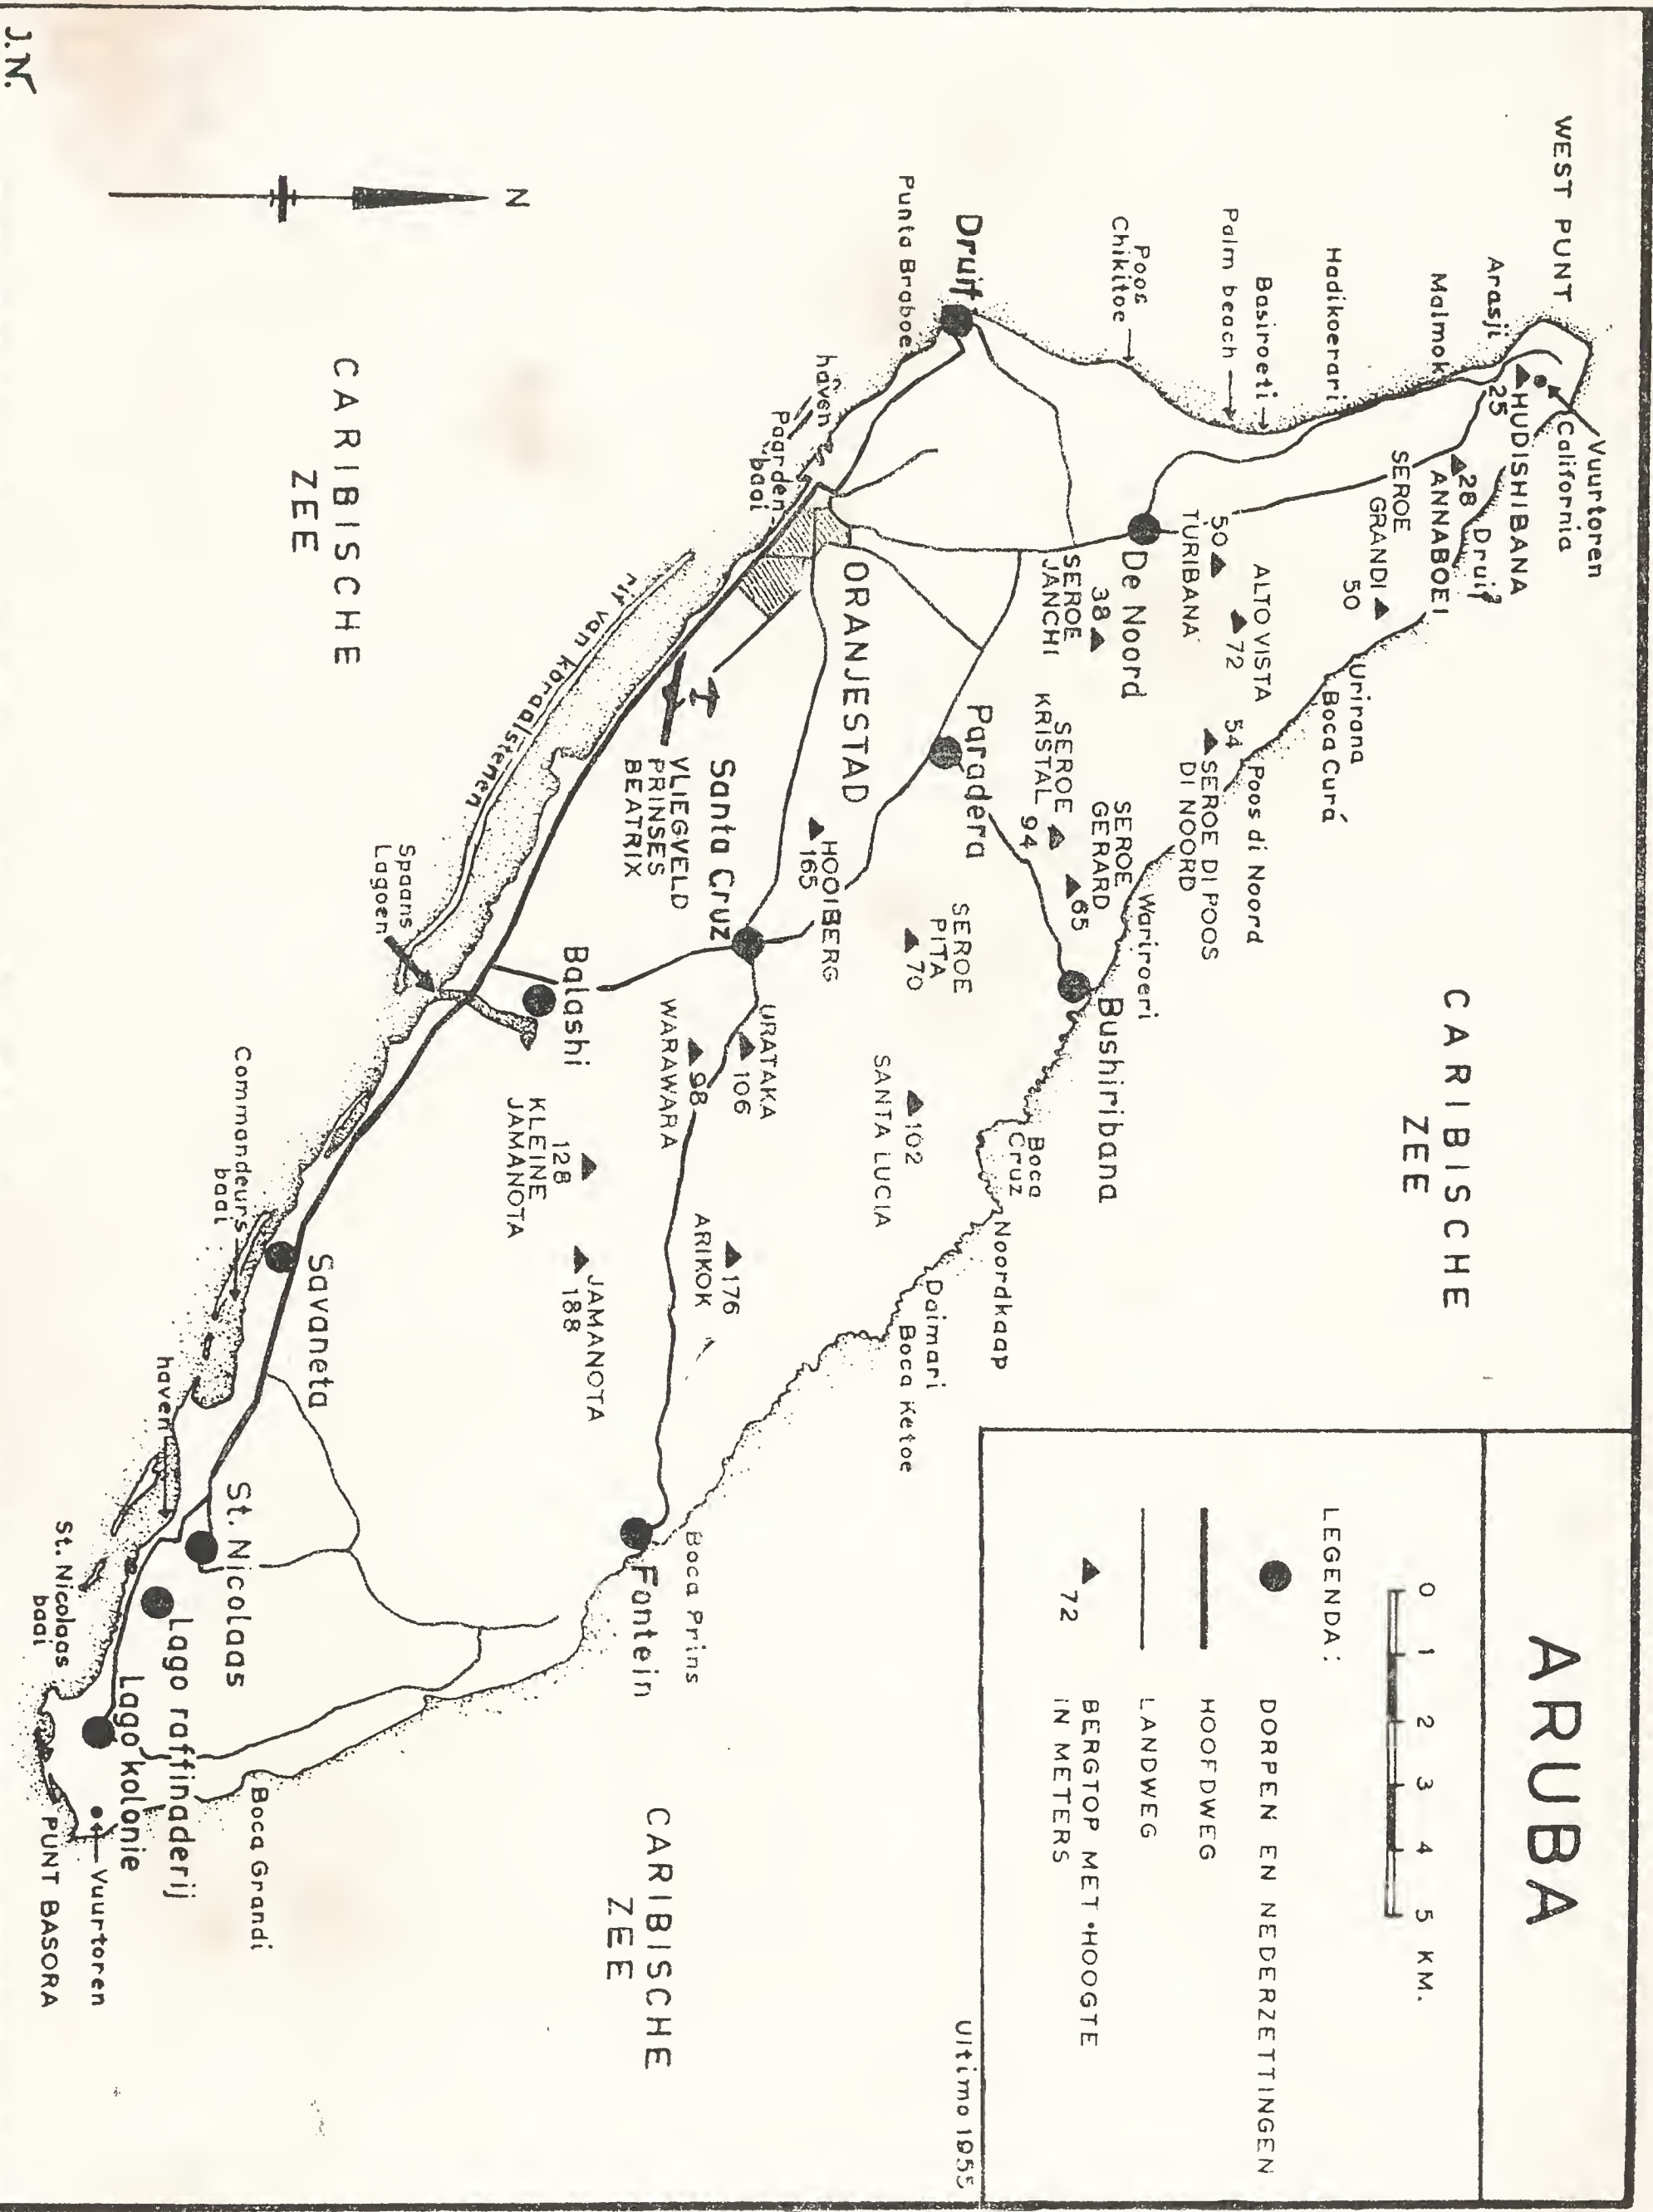 ARUBA
0 1 2 3 4 5 KM.
LEGENDA:
DORPEN EN NEDERZETTINGEN
HOOFDWEG
LANDWEG
72
BERGTOP MET HOOGTE
IN METERS
Ultimo 1955
WEST PUNT
Vuurtoren
California
HUDISHIBANA
25
Arasji
Malmok
28
ANNABOEI
Druif
SEROE
GRANDI
50
Hadikoerari
Basiroeti
Palm beach
Poos
Chikitoe
Druif
Punta Braboe
haven
Paarden-
baai
Urirana
Boca Curá
ALTO VISTA
72
50
TURIBANA
De Noord
54
Poos di Noord
SEROE DI POOS
DI NOORD
38
SEROE
JANCHI
SEROE
KRISTAL
94
SEROE
GERARD
65
Wariroeri
Bushiribana
Paradera
ORANJESTAD
HOOIBERG
165
SEROE
PITA
70
Santa Cruz
VLIEGVELD
PRINSES
BEATRIX
CARIBISCHE
ZEE
CARIBISCHE
ZEE
rif van koraalstenen
Spaans
Lagoen
Balashi
URATAKA
106
98
WARAWARA
102
SANTA LUCIA
Boca
Cruz
Noordkaap
Daimari
Boca Ketoe
176
ARIKOK
128
KLEINE
JAMANOTA
JAMANOTA
188
Commandeurs
baai
Savaneta
haven
Boca Prins
Fontein
St. Nicolaas
Lago raffinaderij
Lago kolonie
St. Nicolaas
baai
Boca Grandi
Vuurtoren
PUNT BASORA
CARIBISCHE
ZEE
N
J.N.